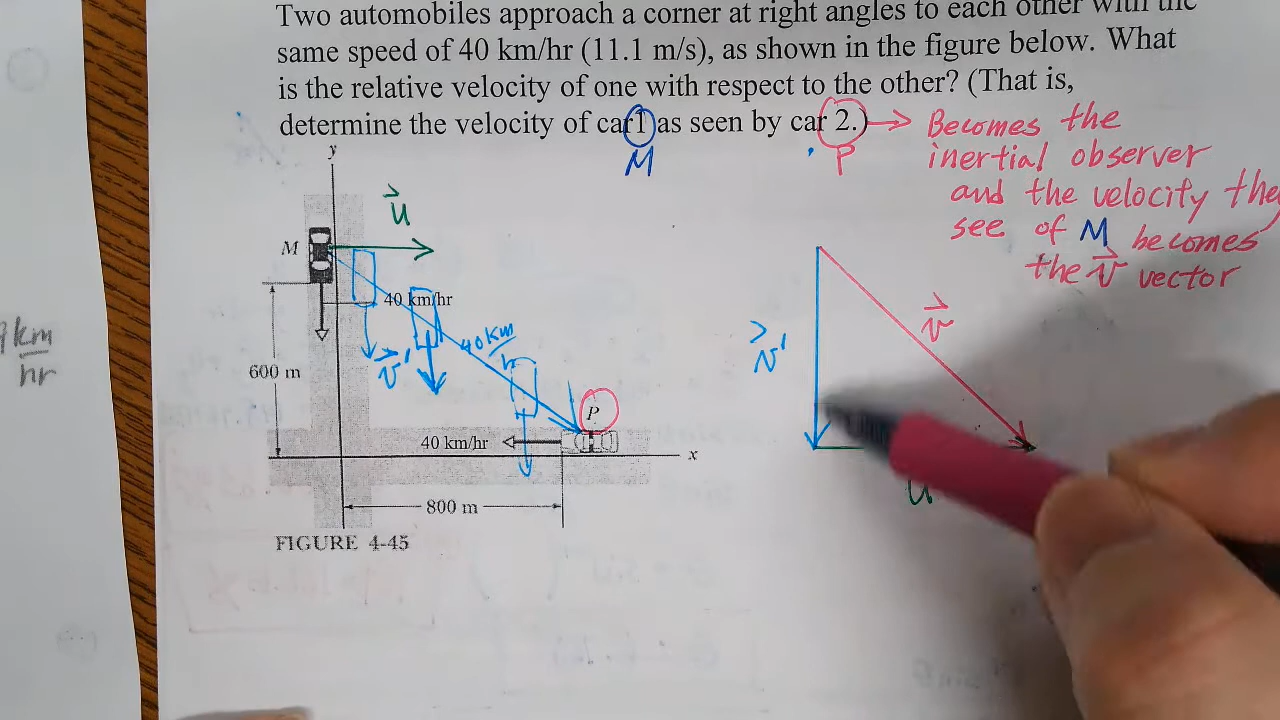 Two automobiles approach a corner at right angles to each other with the
same speed of 40 km/hr (11.1 m/s), as shown in the figure below. What
is the relative velocity of one with respect to the other? (That is,
determine the velocity of car 1 as seen by car 2.)
M
P
→ Becomes the
inertial observer
and the velocity the
see of M becomes
the v vector
y
u
M
40 km/hr
40 km/h
v'
600 m
P
40 km/hr
x
800 m
FIGURE 4-45
v
v'
u
km/hr